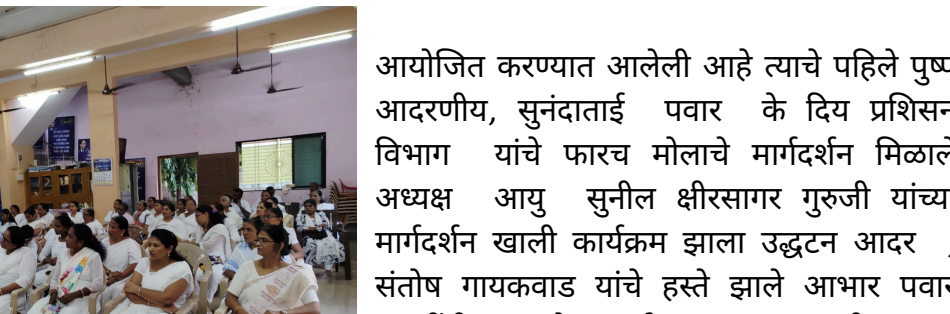 आयोजित करण्यात आलेली आहे त्याचे पहिले पुष्प
आदरणीय, सुनंदाताई पवार के दिय प्रशिसन
विभाग यांचे फारच मोलाचे मार्गदर्शन मिळाले
अध्यक्ष आयु सुनील क्षीरसागर गुरुजी यांच्या
मार्गदर्शन खाली कार्यक्रम झाला उद्धटन आदर
संतोष गायकवाड यांचे हस्ते झाले आभार पवार